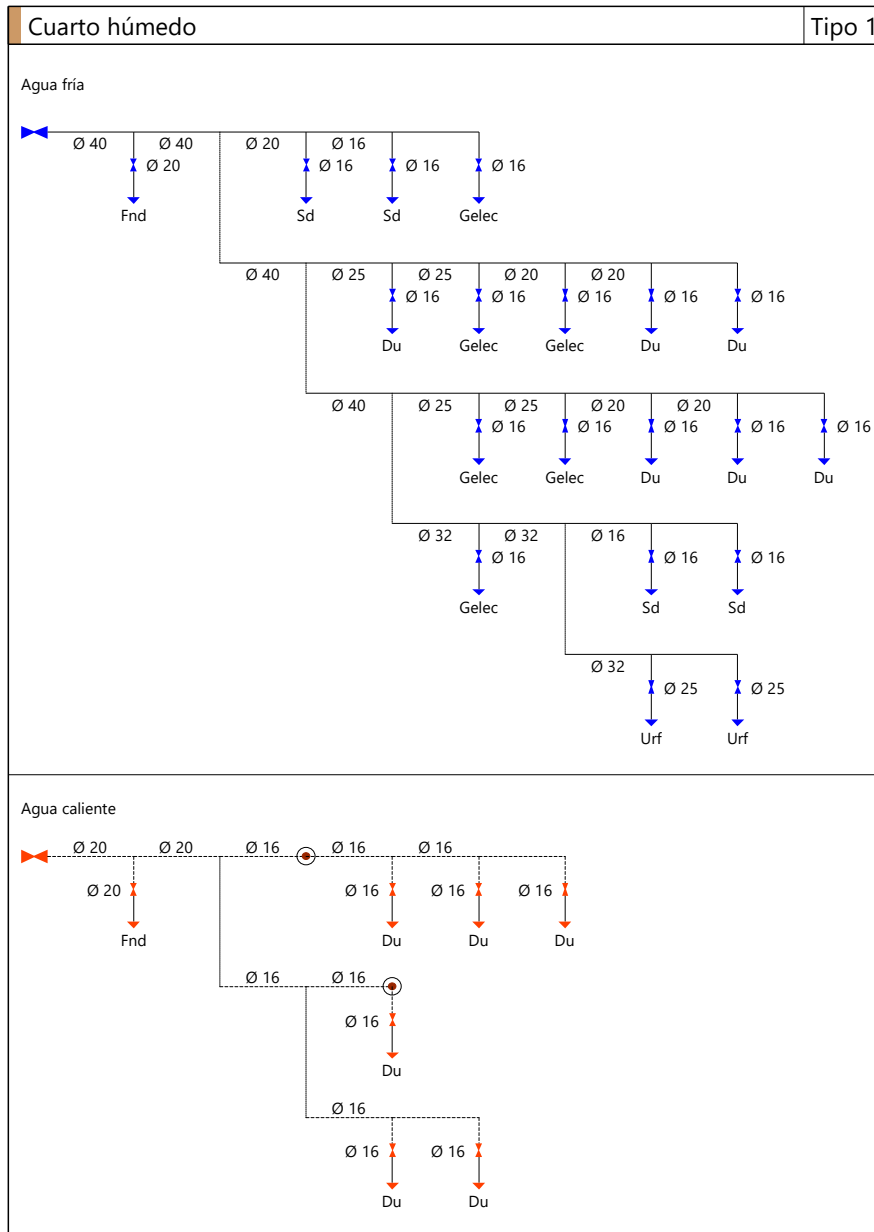 Cuarto húmedo Tipo 1
Agua fría
Ø 40 Ø 40 Ø 20 Ø 16
Ø 20 Ø 16 Ø 16 Ø 16
Fnd Sd Sd Gelec
Ø 40 Ø 25 Ø 25 Ø 20 Ø 20
Ø 16 Ø 16 Ø 16 Ø 16 Ø 16
Du Gelec Gelec Du Du
Ø 40 Ø 25 Ø 25 Ø 20 Ø 20
Ø 16 Ø 16 Ø 16 Ø 16 Ø 16
Gelec Gelec Du Du Du
Ø 32 Ø 32 Ø 16
Ø 16 Ø 16 Ø 16
Gelec Sd Sd
Ø 32
Ø 25 Ø 25
Urf Urf
Agua caliente
Ø 20 Ø 20 Ø 16 Ø 16 Ø 16
Ø 20 Ø 16 Ø 16 Ø 16
Fnd Du Du Du
Ø 16 Ø 16
Ø 16
Du
Ø 16
Ø 16 Ø 16
Du Du